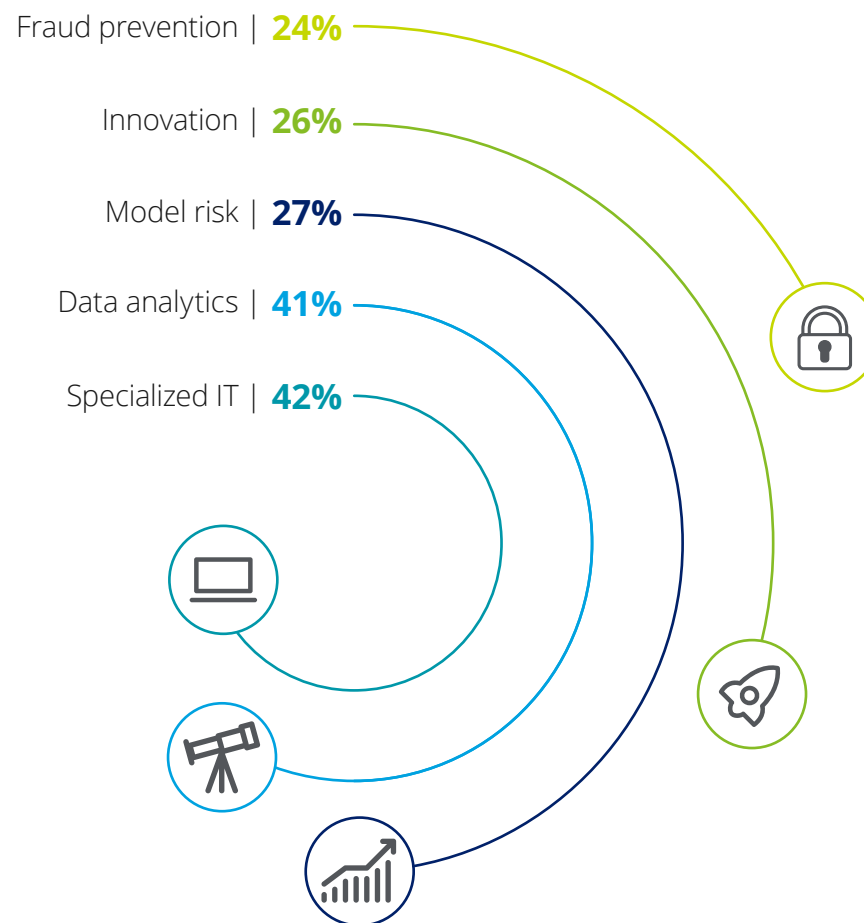 Fraud prevention | 24%
Innovation | 26%
Model risk | 27%
Data analytics | 41%
Specialized IT | 42%